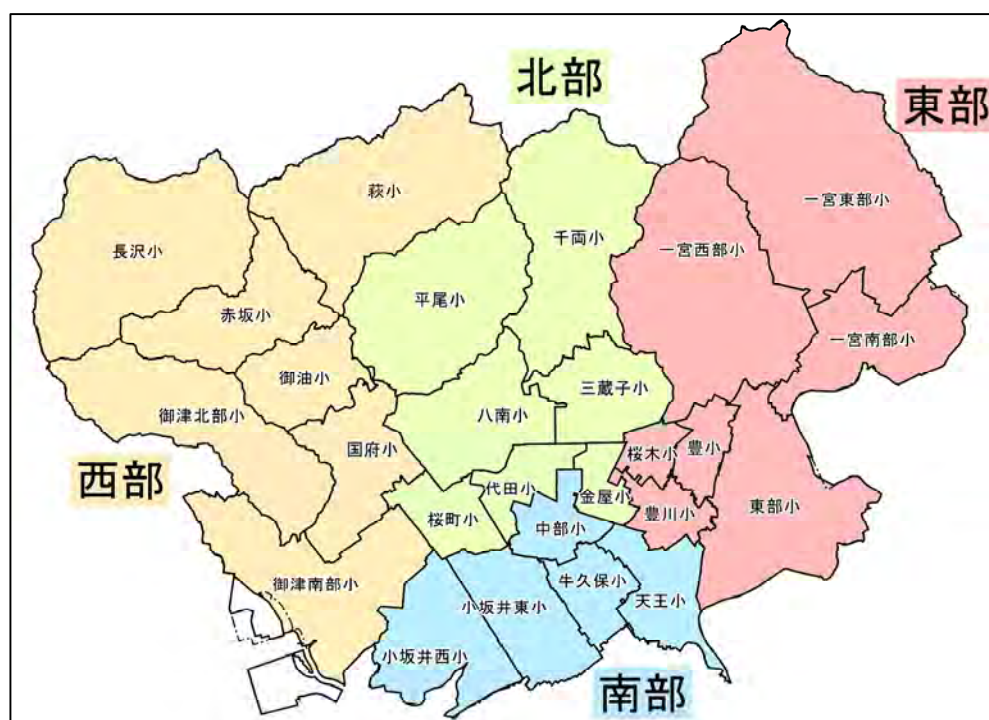 北部
東部
萩小
一宮東部小
千両小
一宮西部小
長沢小
平尾小
赤坂小
一宮南部小
御油小
三蔵子小
御津北部小
八南小
国府小
桜木小
豊小
西部
代田小
金屋小
東部小
桜町小
中部小
豊川小
御津南部小
牛久保小
小坂井東小
天王小
小坂井西小
南部